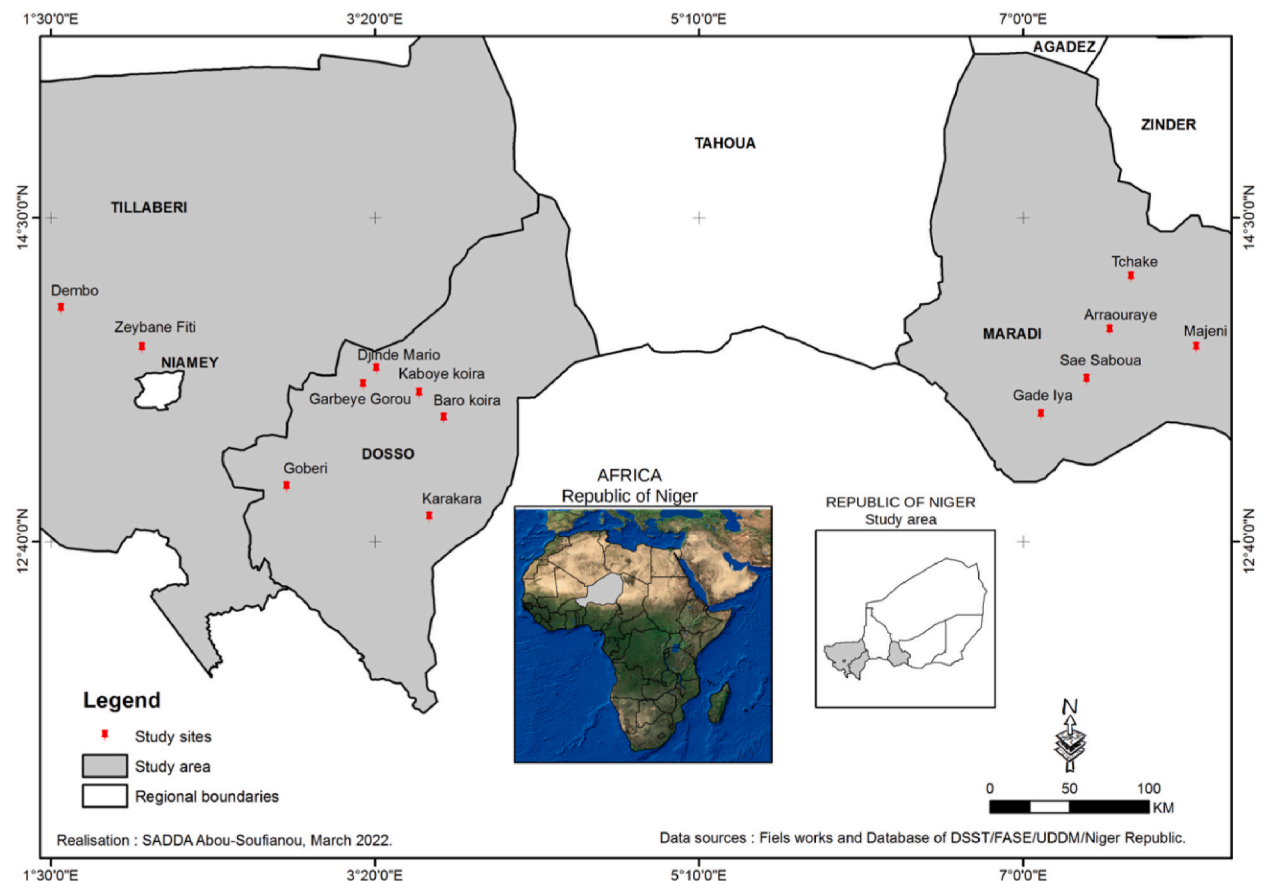 1°30'0"E 3°20'0"E 5°10'0"E 7°0'0"E
AGADEZ
ZINDER
TAHOUA
TILLABERI
14°30'0"N 14°30'0"N
Tchake
Dembo
Arraouraye
Zeybane Fiti
MARADI Majeni
NIAMEY
Djinde Mario
Sae Saboua
Kaboye koira
Garbeye Gorou Baro koira
Gade Iya
DOSSO
Goberi
AFRICA
Republic of Niger
Karakara
REPUBLIC OF NIGER
Study area
12°40'0"N 12°40'0"N
Legend
Study sites
Study area
Regional boundaries
N
0 50 100
KM
Realisation : SADDA Abou-Soufianou, March 2022.
Data sources : Fiels works and Database of DSST/FASE/UDDM/Niger Republic.
1°30'0"E 3°20'0"E 5°10'0"E 7°0'0"E